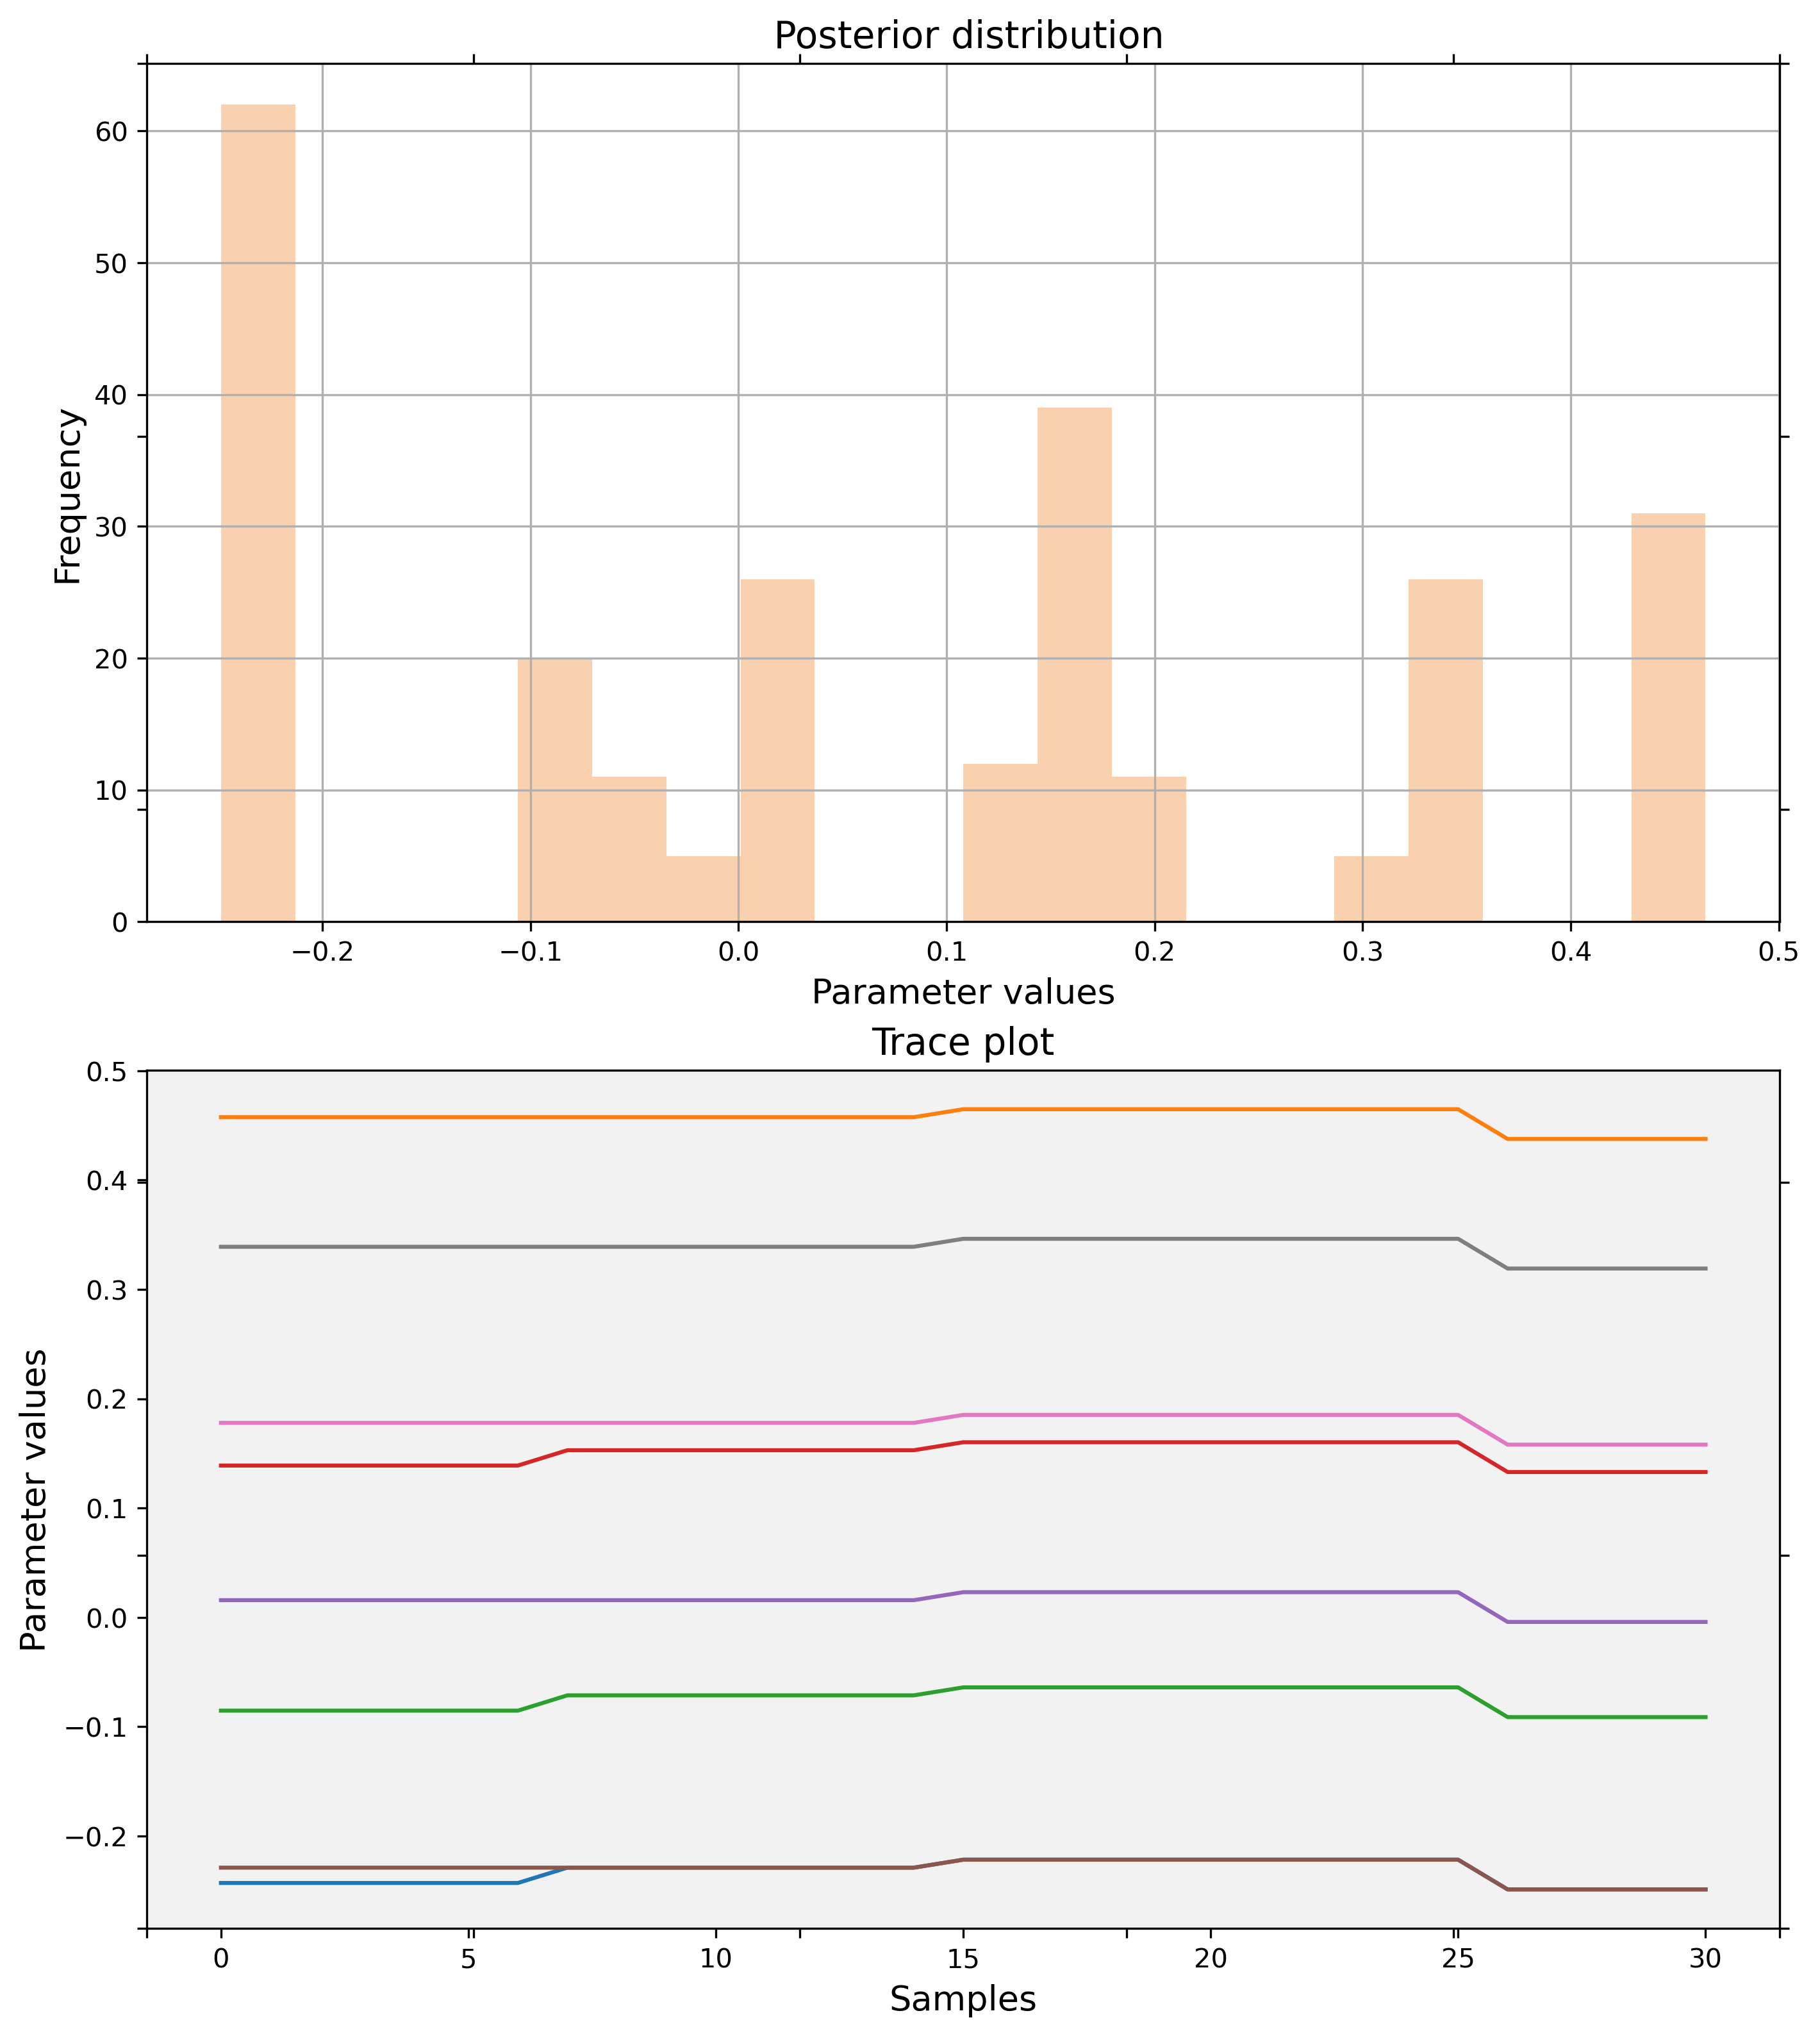 Posterior distribution
60
50
40
30
20
10
0
Frequency
−0.2 −0.1 0.0 0.1 0.2 0.3 0.4 0.5
Parameter values
Trace plot
0.5
0.4
0.3
0.2
0.1
0.0
−0.1
−0.2
Parameter values
0 5 10 15 20 25 30
Samples